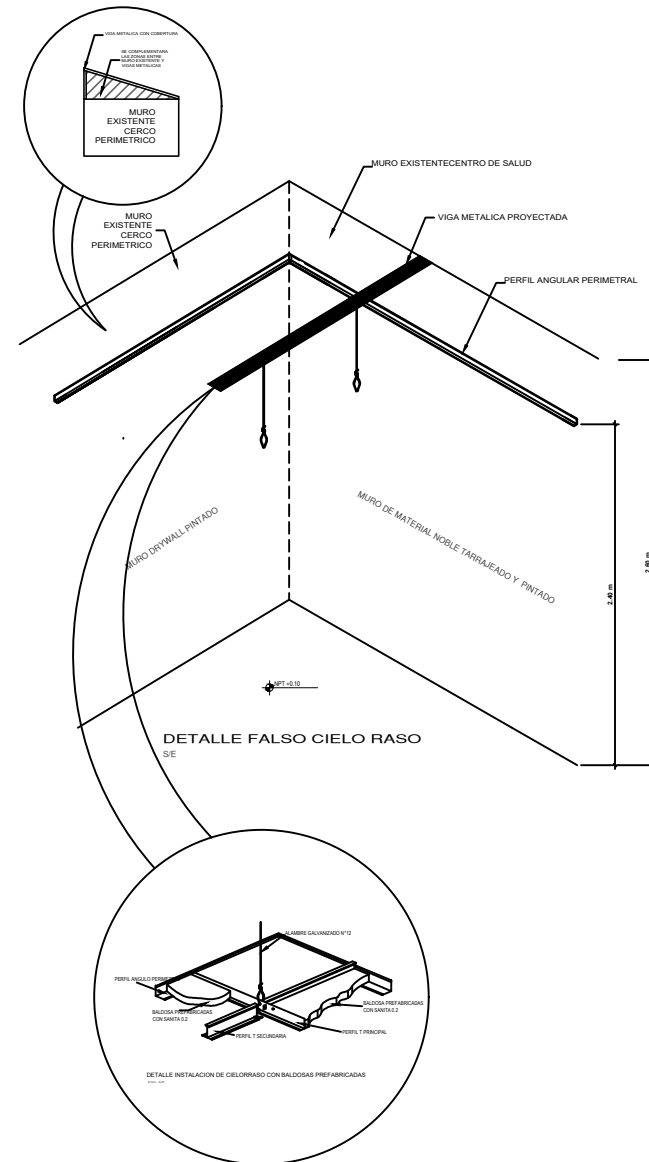 VIGA METALICA CON COBERTURA
SE COMPLEMENTARA
LAS ZONAS ENTRE
MURO EXISTENTE Y
VIGAS METALICAS
MURO
EXISTENTE
CERCO
PERIMETRICO
MURO EXISTENTECENTRO DE SALUD
MURO
EXISTENTE
CERCO
PERIMETRICO
VIGA METALICA PROYECTADA
PERFIL ANGULAR PERIMETRAL
MURO DRYWALL PINTADO
MURO DE MATERIAL NOBLE TARRAJEADO Y PINTADO
2.40 m
2.60 m
NPT +0.10
DETALLE FALSO CIELO RASO
S/E
ALAMBRE GALVANIZADO N°12
PERFIL ANGULO PERIME
BALDOSA PREFABRICADAS
CON SANITA 0.2
BALDOSA PREFABRICADAS
CON SANITA 0.2
PERFIL T SECUNDARIA
PERFIL T PRINCIPAL
DETALLE INSTALACION DE CIELORRASO CON BALDOSAS PREFABRICADAS